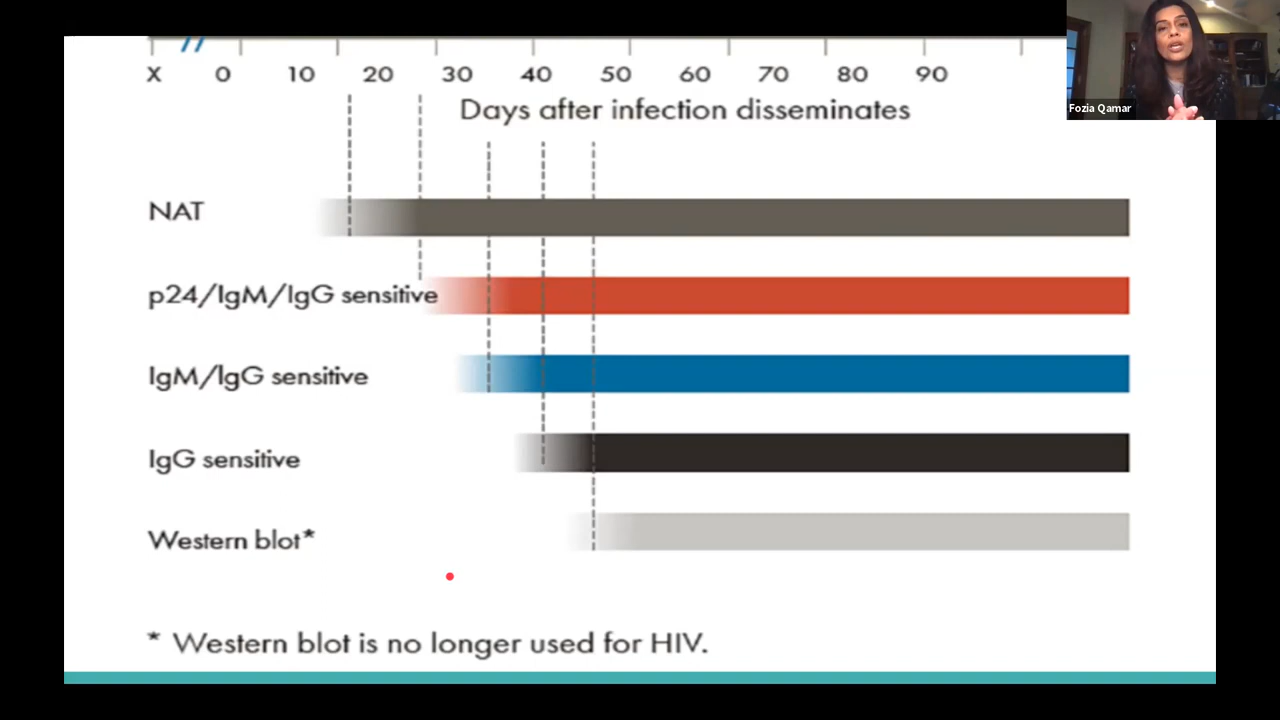 X 0 10 20 30 40 50 60 70 80 90
Days after infection disseminates
NAT
p24/IgM/IgG sensitive
IgM/IgG sensitive
IgG sensitive
Western blot*
* Western blot is no longer used for HIV.
Fozia Qamar